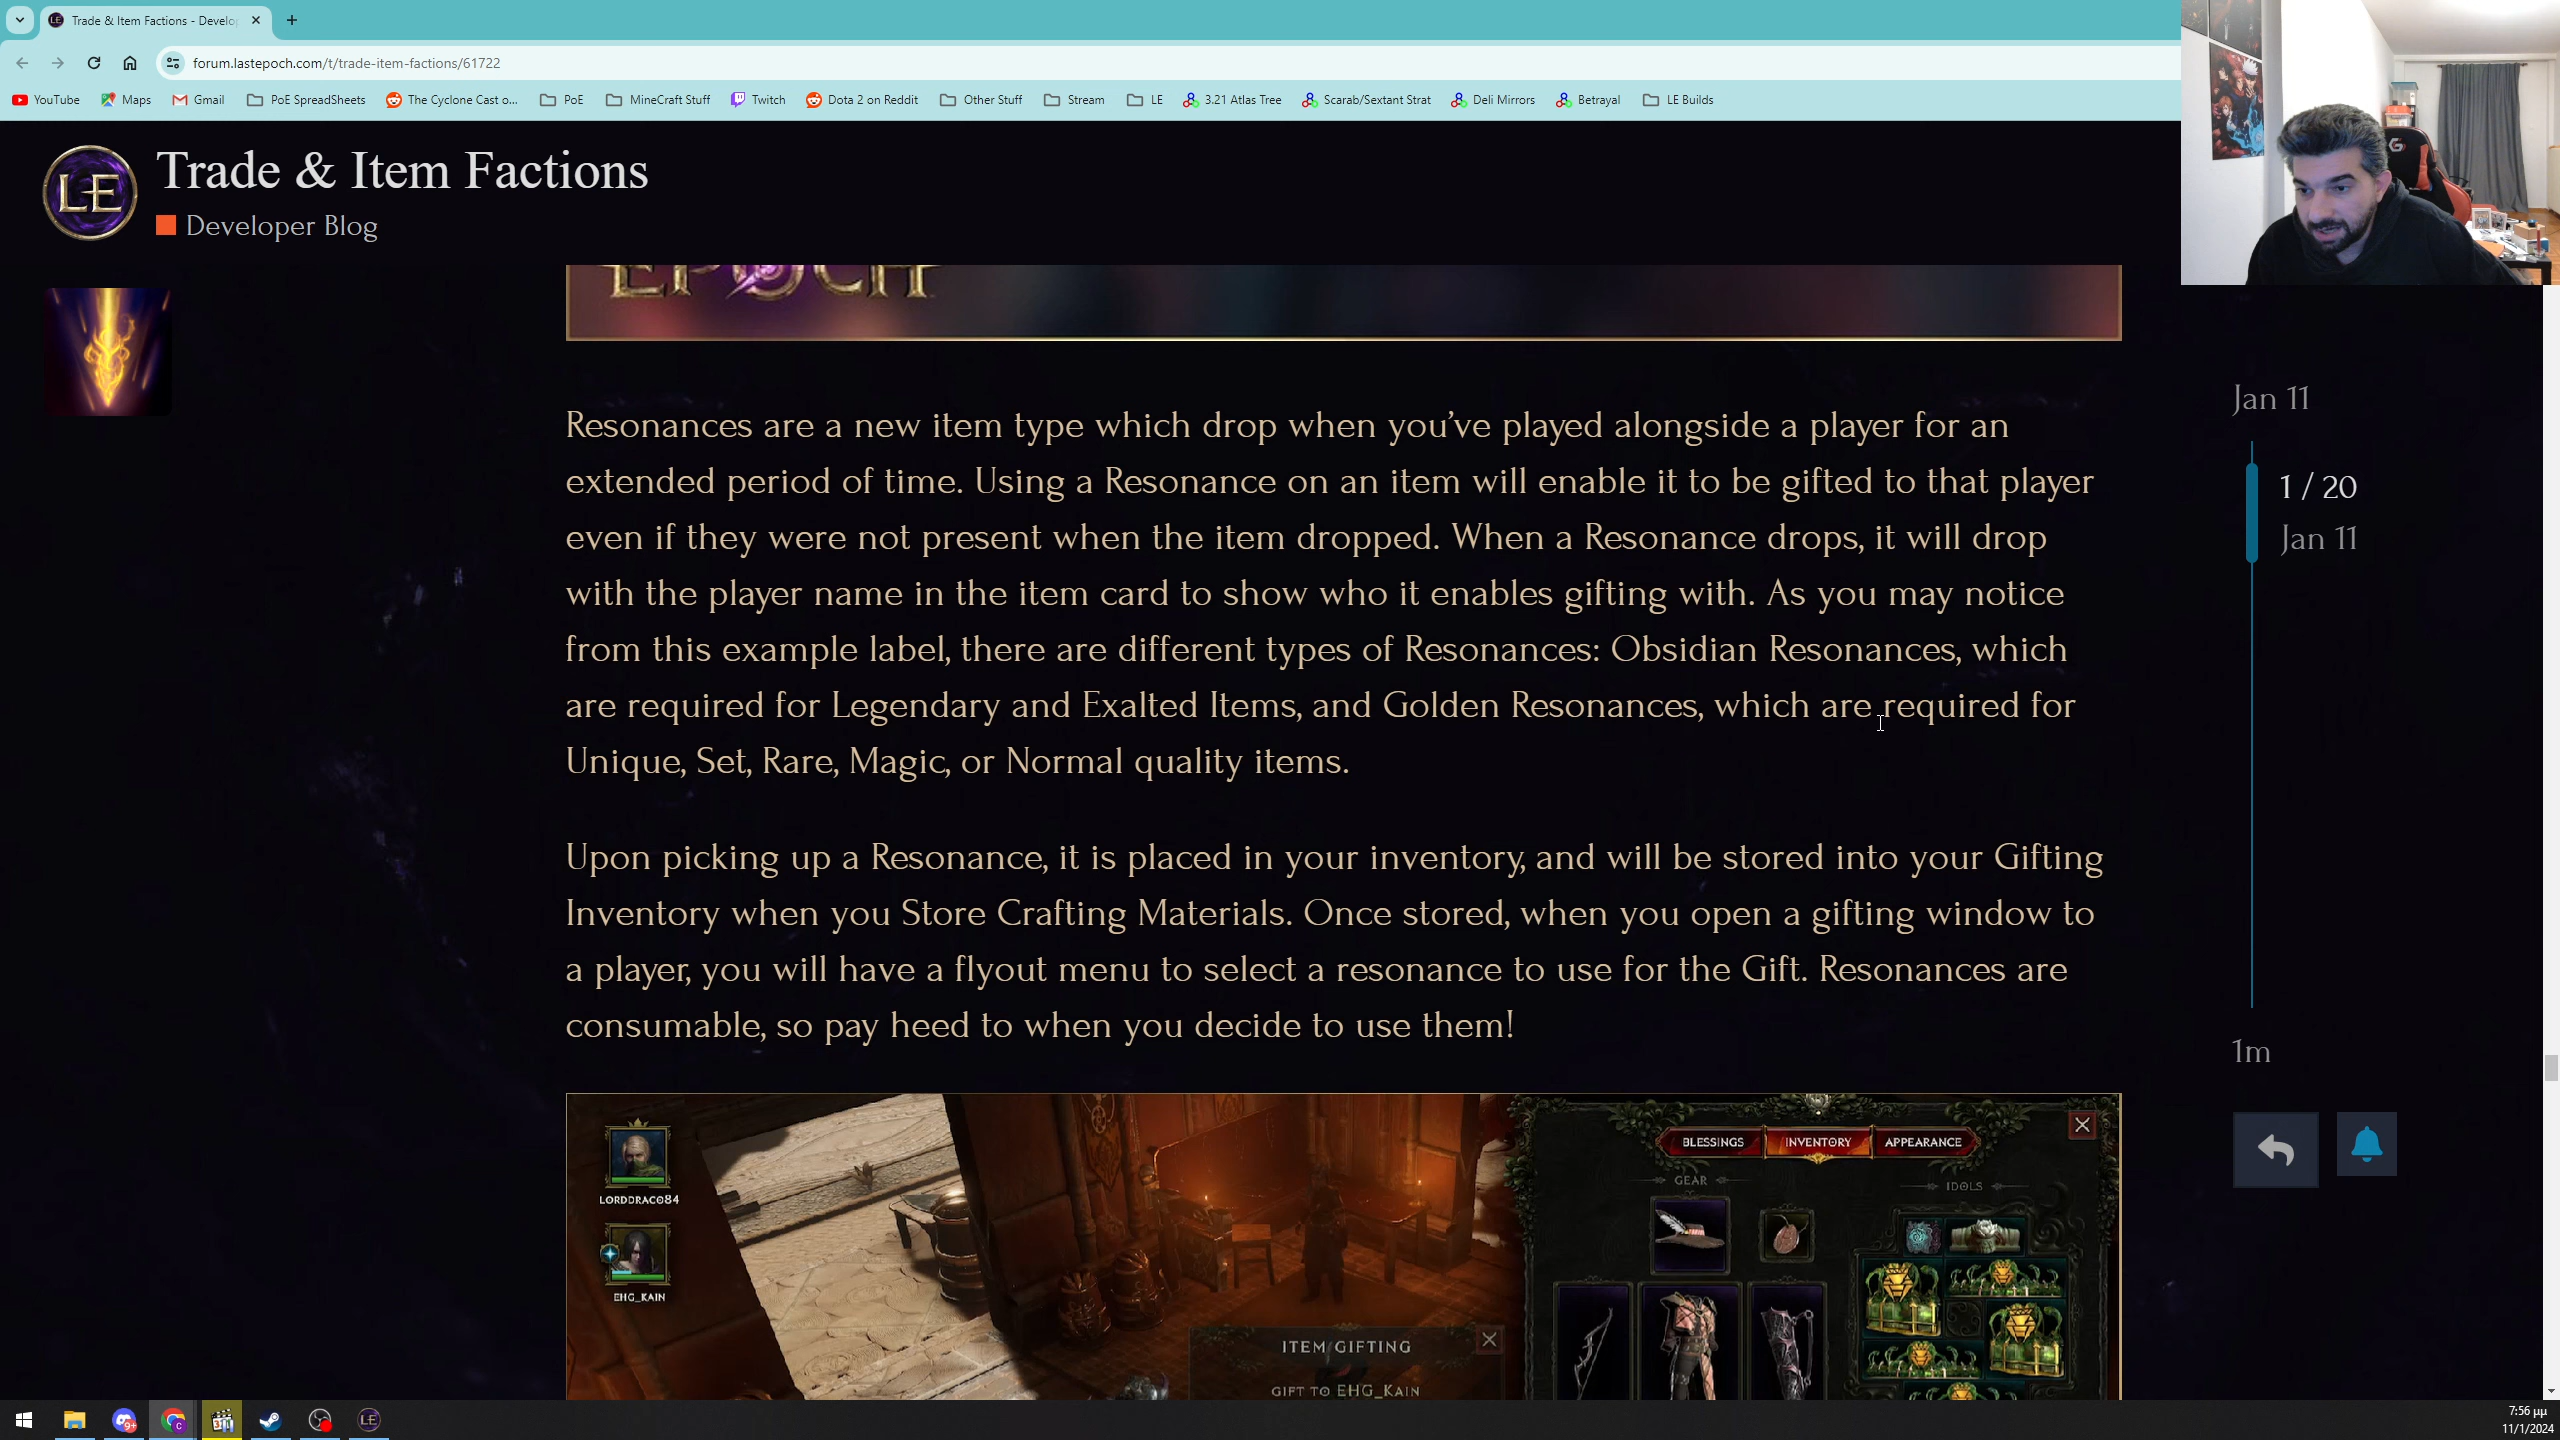 Trade & Item Factions - Develo
forum.lastepoch.com/t/trade-item-factions/61722
YouTube
Maps
Gmail
PoE SpreadSheets
The Cyclone Cast o...
PoE
MineCraft Stuff
Twitch
Dota 2 on Reddit
Other Stuff
Stream
LE
3.21 Atlas Tree
Scarab/Sextant Strat
Deli Mirrors
Betrayal
LE Builds
LE
Trade & Item Factions
Developer Blog
EPOCH
Resonances are a new item type which drop when you’ve played alongside a player for an
extended period of time. Using a Resonance on an item will enable it to be gifted to that player
even if they were not present when the item dropped. When a Resonance drops, it will drop
with the player name in the item card to show who it enables gifting with. As you may notice
from this example label, there are different types of Resonances: Obsidian Resonances, which
are required for Legendary and Exalted Items, and Golden Resonances, which are required for
Unique, Set, Rare, Magic, or Normal quality items.
Upon picking up a Resonance, it is placed in your inventory, and will be stored into your Gifting
Inventory when you Store Crafting Materials. Once stored, when you open a gifting window to
a player, you will have a flyout menu to select a resonance to use for the Gift. Resonances are
consumable, so pay heed to when you decide to use them!
Jan 11
1 / 20
Jan 11
1m
LORDDRACO84
EHG_KAIN
BLESSINGS
INVENTORY
APPEARANCE
GEAR
IDOLS
ITEM GIFTING
GIFT TO EHG_KAIN
9+
LE
7:56 μμ
11/1/2024